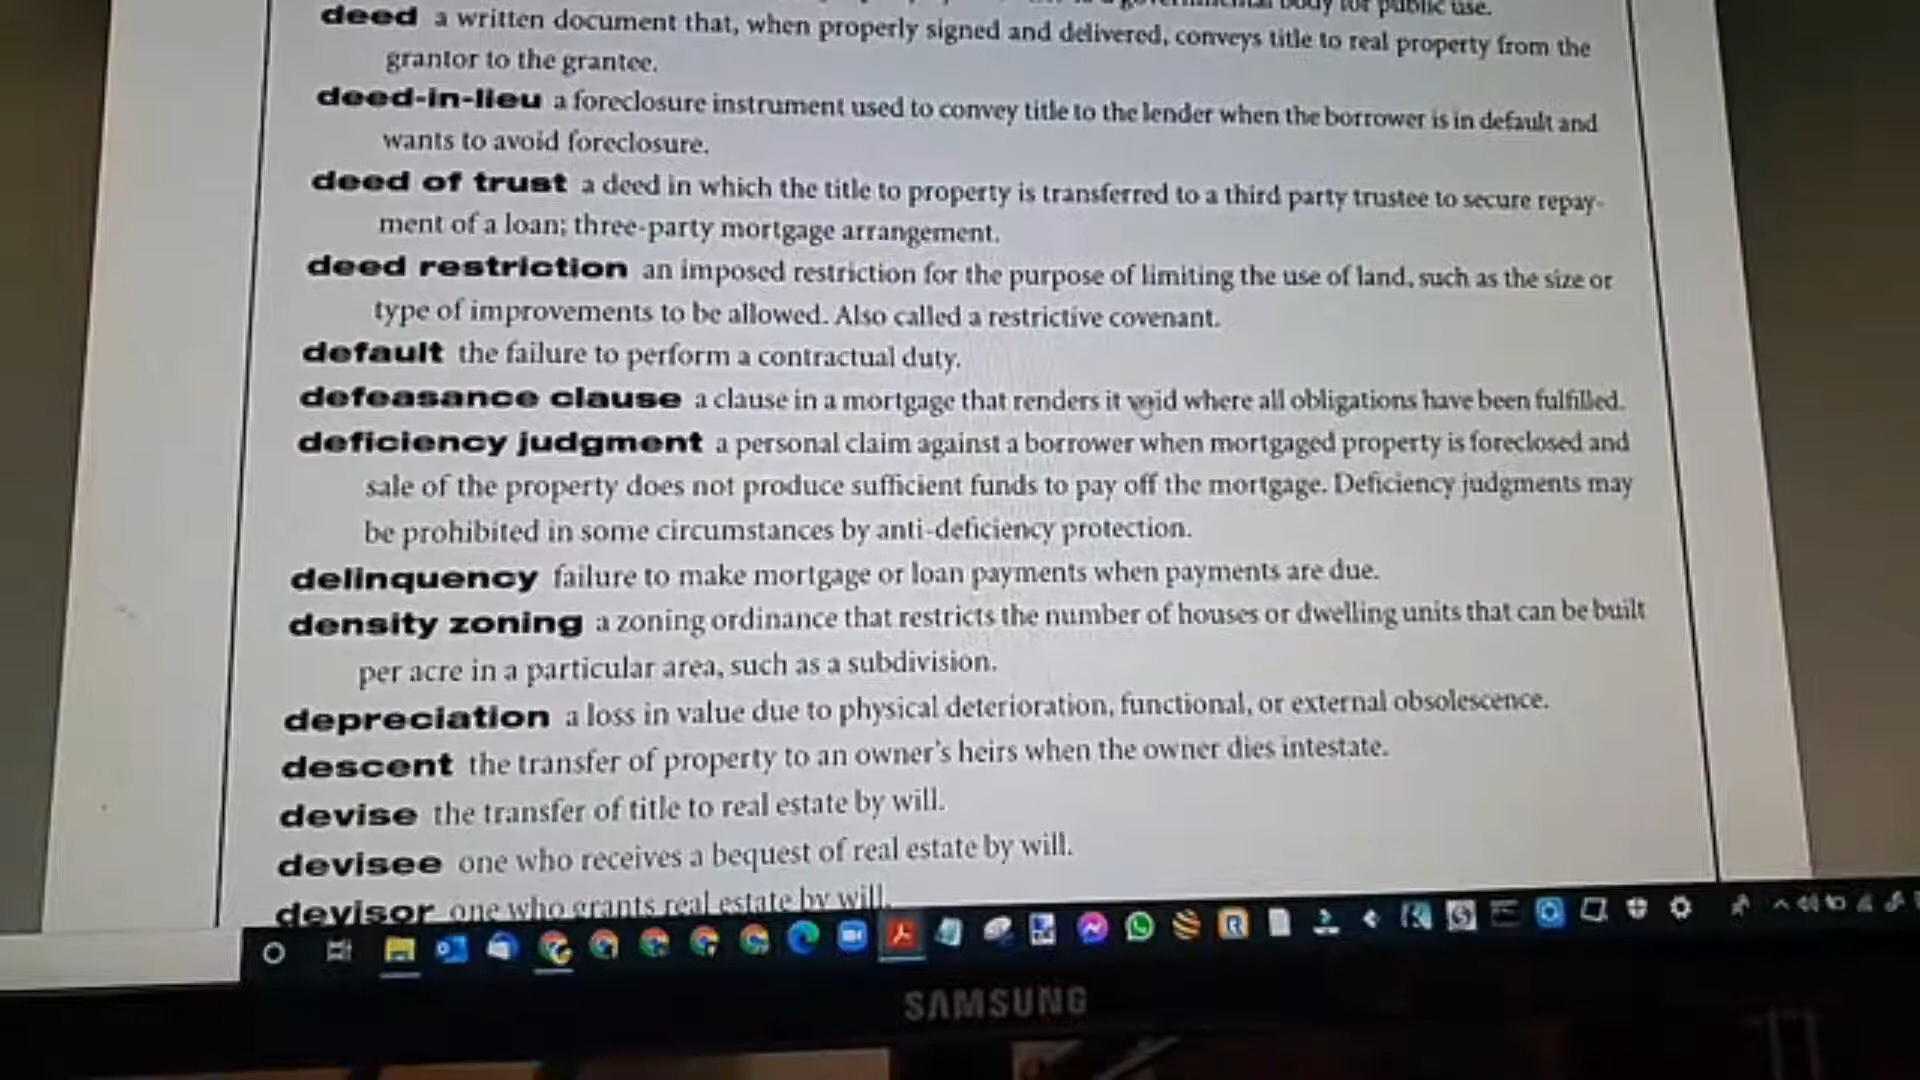 body for public use.
deed a written document that, when properly signed and delivered, conveys title to real property from the
grantor to the grantee.
deed-in-lieu a foreclosure instrument used to convey title to the lender when the borrower is in default and
wants to avoid foreclosure.
deed of trust a deed in which the title to property is transferred to a third party trustee to secure repay-
ment of a loan; three-party mortgage arrangement.
deed restriction an imposed restriction for the purpose of limiting the use of land, such as the size or
type of improvements to be allowed. Also called a restrictive covenant.
default the failure to perform a contractual duty.
defeasance clause a clause in a mortgage that renders it void where all obligations have been fulfilled.
deficiency judgment a personal claim against a borrower when mortgaged property is foreclosed and
sale of the property does not produce sufficient funds to pay off the mortgage. Deficiency judgments may
be prohibited in some circumstances by anti-deficiency protection.
delinquency failure to make mortgage or loan payments when payments are due.
density zoning a zoning ordinance that restricts the number of houses or dwelling units that can be built
per acre in a particular area, such as a subdivision.
depreciation a loss in value due to physical deterioration, functional, or external obsolescence.
descent the transfer of property to an owner's heirs when the owner dies intestate.
devise the transfer of title to real estate by will.
devisee one who receives a bequest of real estate by will.
devisor one who grants real estate by will.
SAMSUNG